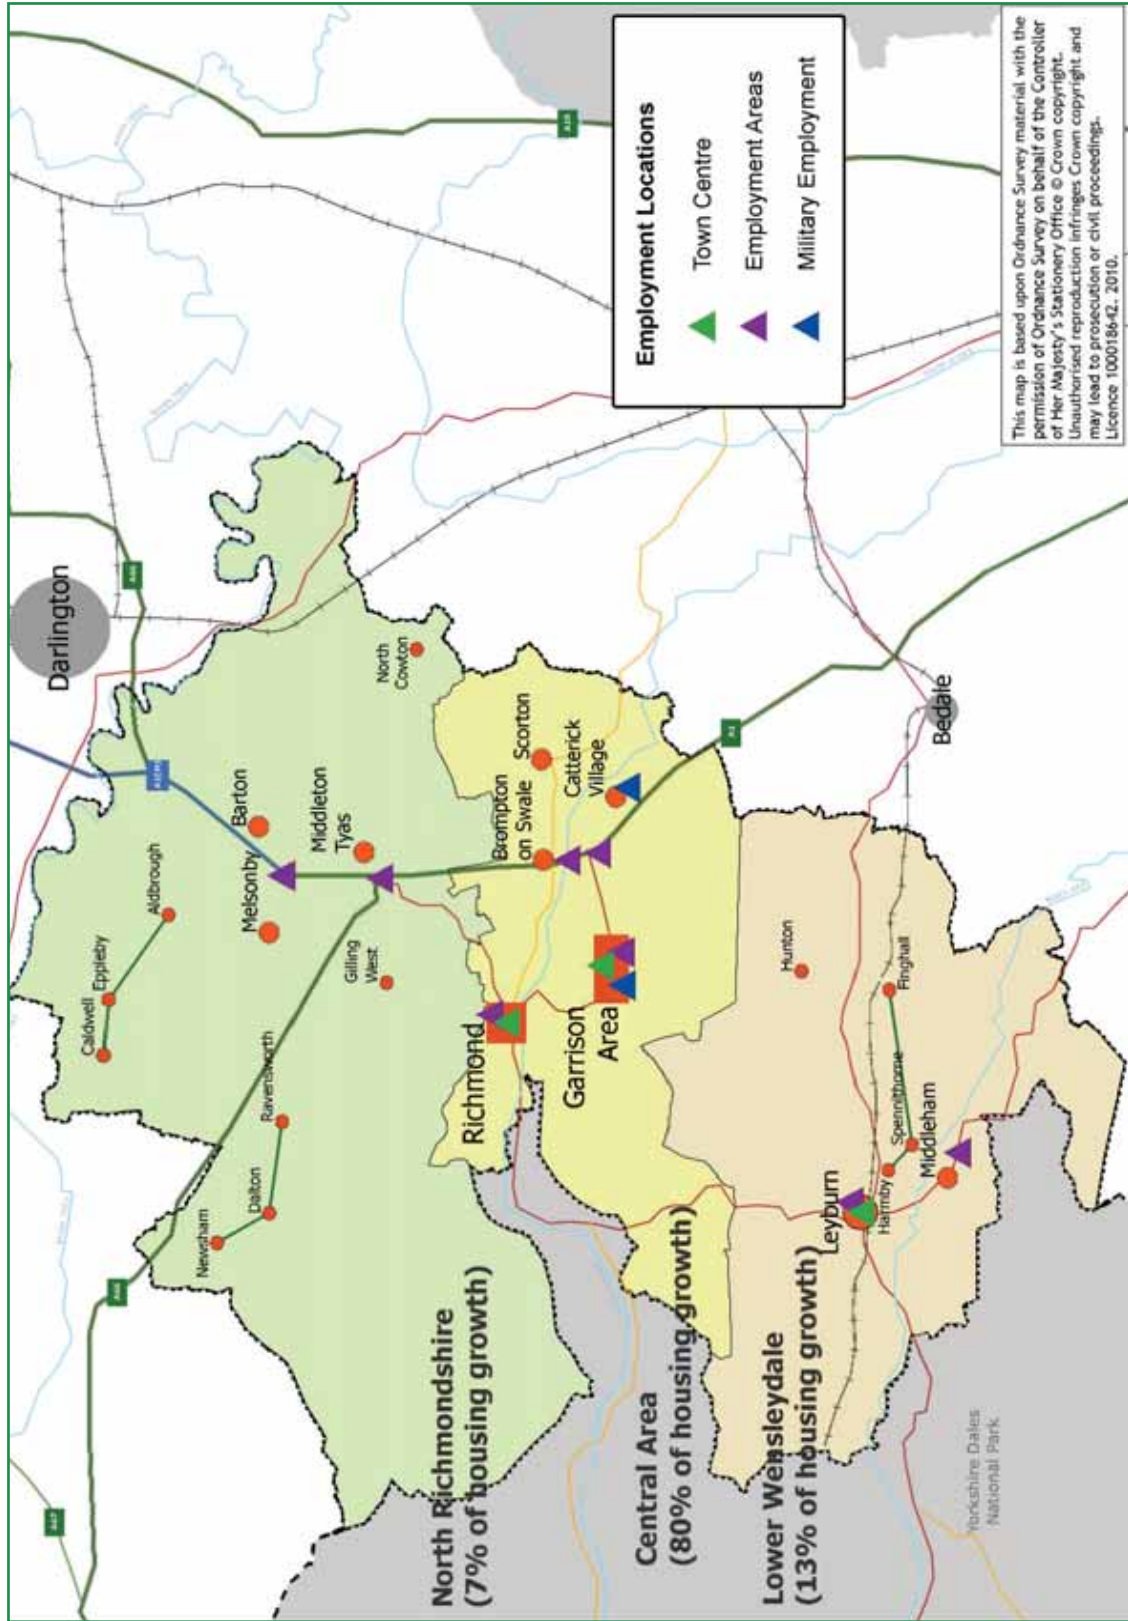 Darlington
A67
A66
A66
A1(M)
A19
A1
Caldwell
Eppleby
Aldbrough
Newsham
Dalton
Ravensworth
Melsonby
Barton
Middleton
Tyas
Gilling
West
North
Cowton
Richmond
Brompton
on Swale
Scorton
Catterick
Village
Garrison
Area
Hunton
Leyburn
Harmby
Spennithorne
Finghall
Middleham
Bedale
North Richmondshire
(7% of housing growth)
Central Area
(80% of housing growth)
Lower Wensleydale
(13% of housing growth)
Yorkshire Dales
National Park
Employment Locations
Town Centre
Employment Areas
Military Employment
This map is based upon Ordnance Survey material with the
permission of Ordnance Survey on behalf of the Controller
of Her Majesty's Stationery Office © Crown copyright.
Unauthorised reproduction infringes Crown copyright and
may lead to prosecution or civil proceedings.
Licence 100018642. 2010.